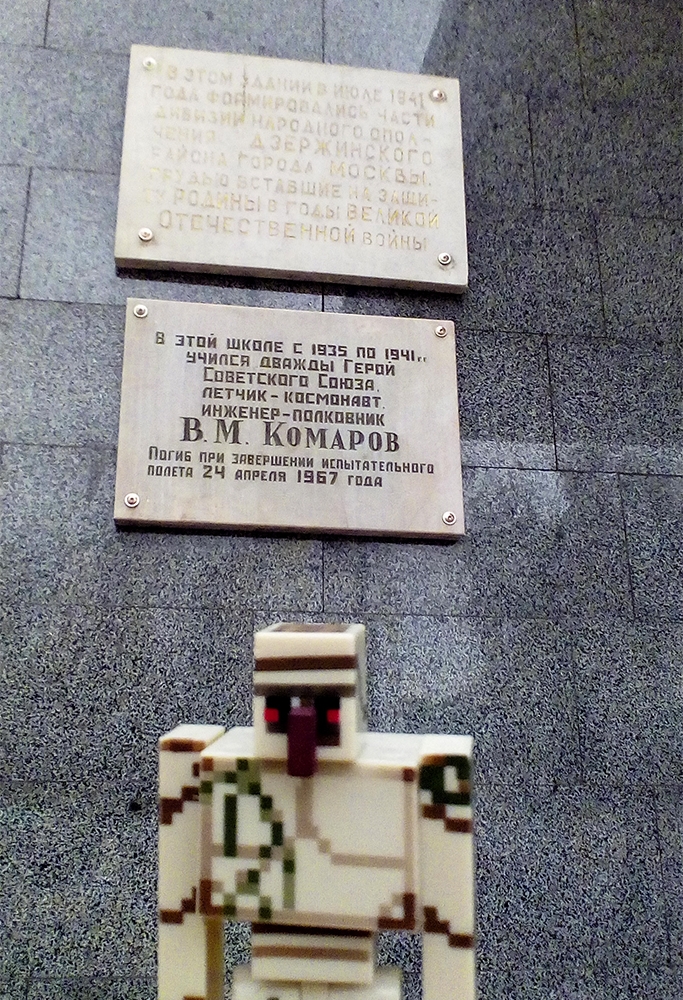 В ЭТОМ ЗДАНИИ В ИЮЛЕ 1941
ГОДА ФОРМИРОВАЛИСЬ ЧАСТИ
ДИВИЗИИ НАРОДНОГО ОПОЛ-
ЧЕНИЯ ДЗЕРЖИНСКОГО
РАЙОНА ГОРОДА МОСКВЫ,
ГРУДЬЮ ВСТАВШИЕ НА ЗАЩИ-
ТУ РОДИНЫ В ГОДЫ ВЕЛИКОЙ
ОТЕЧЕСТВЕННОЙ ВОЙНЫ
В ЭТОЙ ШКОЛЕ С 1935 ПО 1941г.
УЧИЛСЯ ДВАЖДЫ ГЕРОЙ
СОВЕТСКОГО СОЮЗА,
ЛЕТЧИК-КОСМОНАВТ,
ИНЖЕНЕР-ПОЛКОВНИК
В.М. КОМАРОВ
ПОГИБ ПРИ ЗАВЕРШЕНИИ ИСПЫТАТЕЛЬНОГО
ПОЛЕТА 24 АПРЕЛЯ 1967 ГОДА